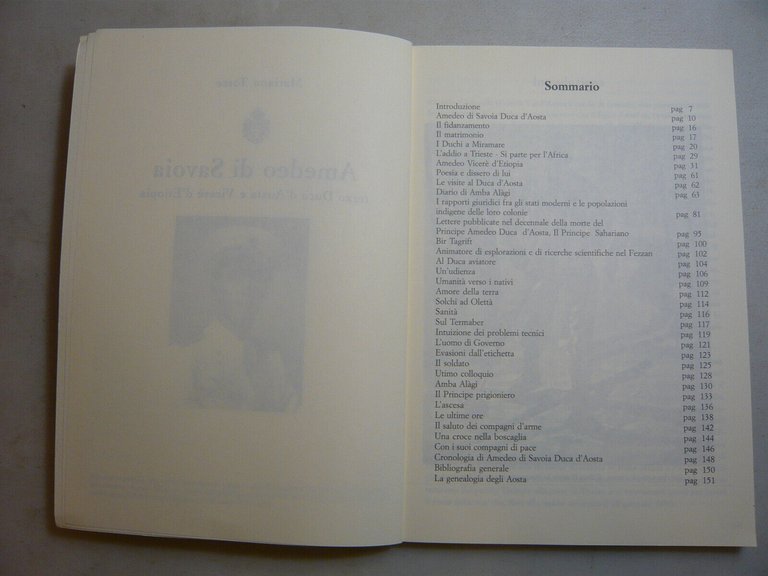 Mariano Torre
Amedeo di Savoia
terzo Duca d'Aosta e Viceré d'Etiopia
Sommario
Introduzione pag 7
Amedeo di Savoia Duca d'Aosta pag 10
Il fidanzamento pag 16
Il matrimonio pag 17
I Duchi a Miramare pag 20
L'addio a Trieste - Si parte per l'Africa pag 29
Amedeo Vicerè d'Etiopia pag 31
Poesia e dissero di lui pag 61
Le visite al Duca d'Aosta pag 62
Diario di Amba Alàgi pag 63
I rapporti giuridici fra gli stati moderni e le popolazioni
indigene delle loro colonie pag 81
Lettere pubblicate nel decennale della morte del
Principe Amedeo Duca d'Aosta, Il Principe Sahariano pag 95
Bir Tagrift pag 100
Animatore di esplorazioni e di ricerche scientifiche nel Fezzan pag 102
Al Duca aviatore pag 104
Un'udienza pag 106
Umanità verso i nativi pag 109
Amore della terra pag 112
Solchi ad Olettà pag 114
Sanità pag 116
Sul Termaber pag 117
Intuizione dei problemi tecnici pag 119
L'uomo di Governo pag 121
Evasioni dall'etichetta pag 123
Il soldato pag 125
Utimo colloquio pag 128
Amba Alàgi pag 130
Il Principe prigioniero pag 133
L'ascesa pag 136
Le ultime ore pag 138
Il saluto dei compagni d'arme pag 142
Una croce nella boscaglia pag 144
Con i suoi compagni di pace pag 146
Cronologia di Amedeo di Savoia Duca d'Aosta pag 148
Bibliografia generale pag 150
La genealogia degli Aosta pag 151